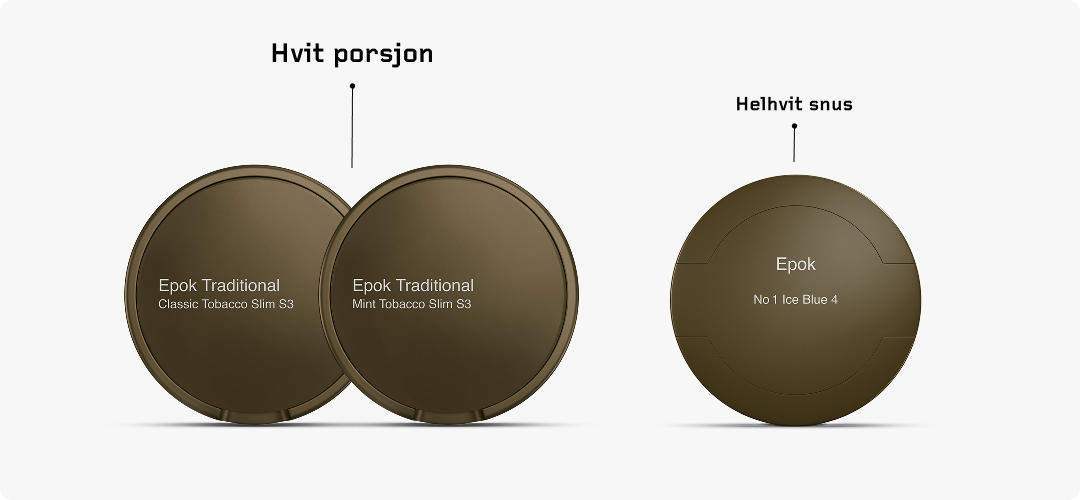 Hvit porsjon
Helhvit snus
Epok Traditional
Classic Tobacco Slim S3
Epok Traditional
Mint Tobacco Slim S3
Epok
No 1 Ice Blue 4